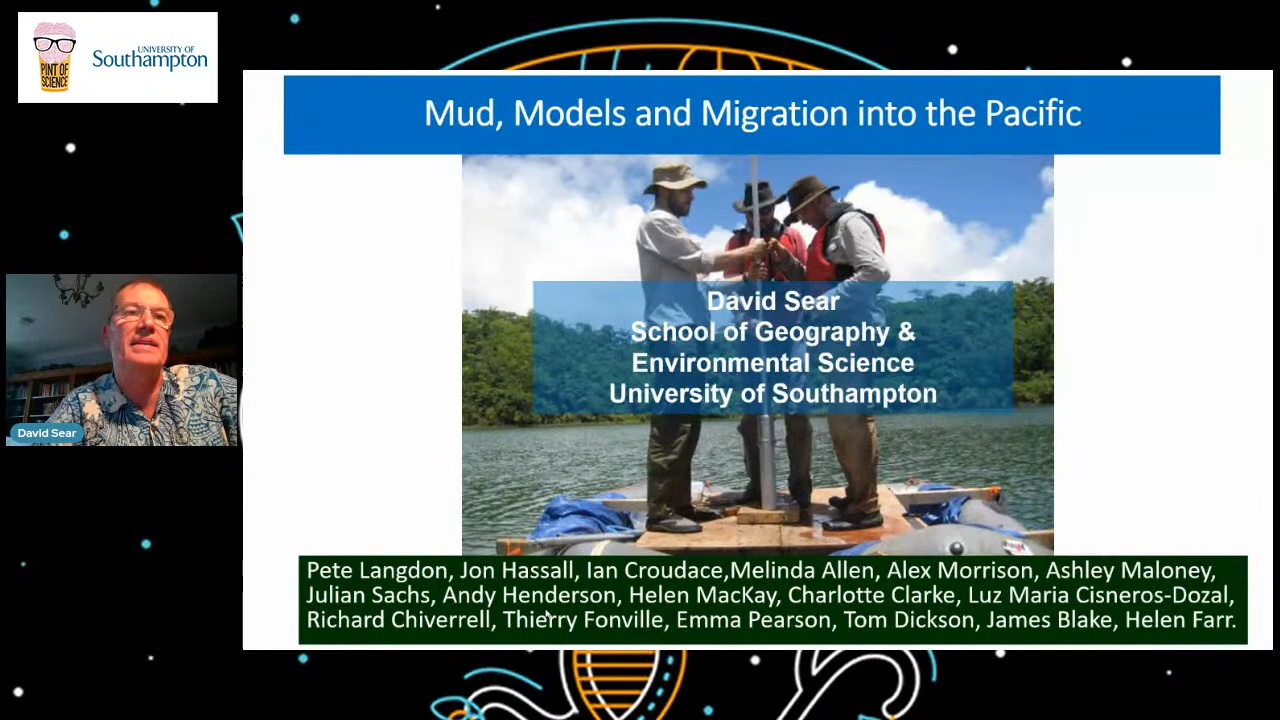 PINT OF
SCIENCE
UNIVERSITY OF
Southampton
Mud, Models and Migration into the Pacific
David Sear
School of Geography &
Environmental Science
University of Southampton
David Sear
Pete Langdon, Jon Hassall, Ian Croudace,Melinda Allen, Alex Morrison, Ashley Maloney,
Julian Sachs, Andy Henderson, Helen MacKay, Charlotte Clarke, Luz Maria Cisneros-Dozal,
Richard Chiverrell, Thierry Fonville, Emma Pearson, Tom Dickson, James Blake, Helen Farr.